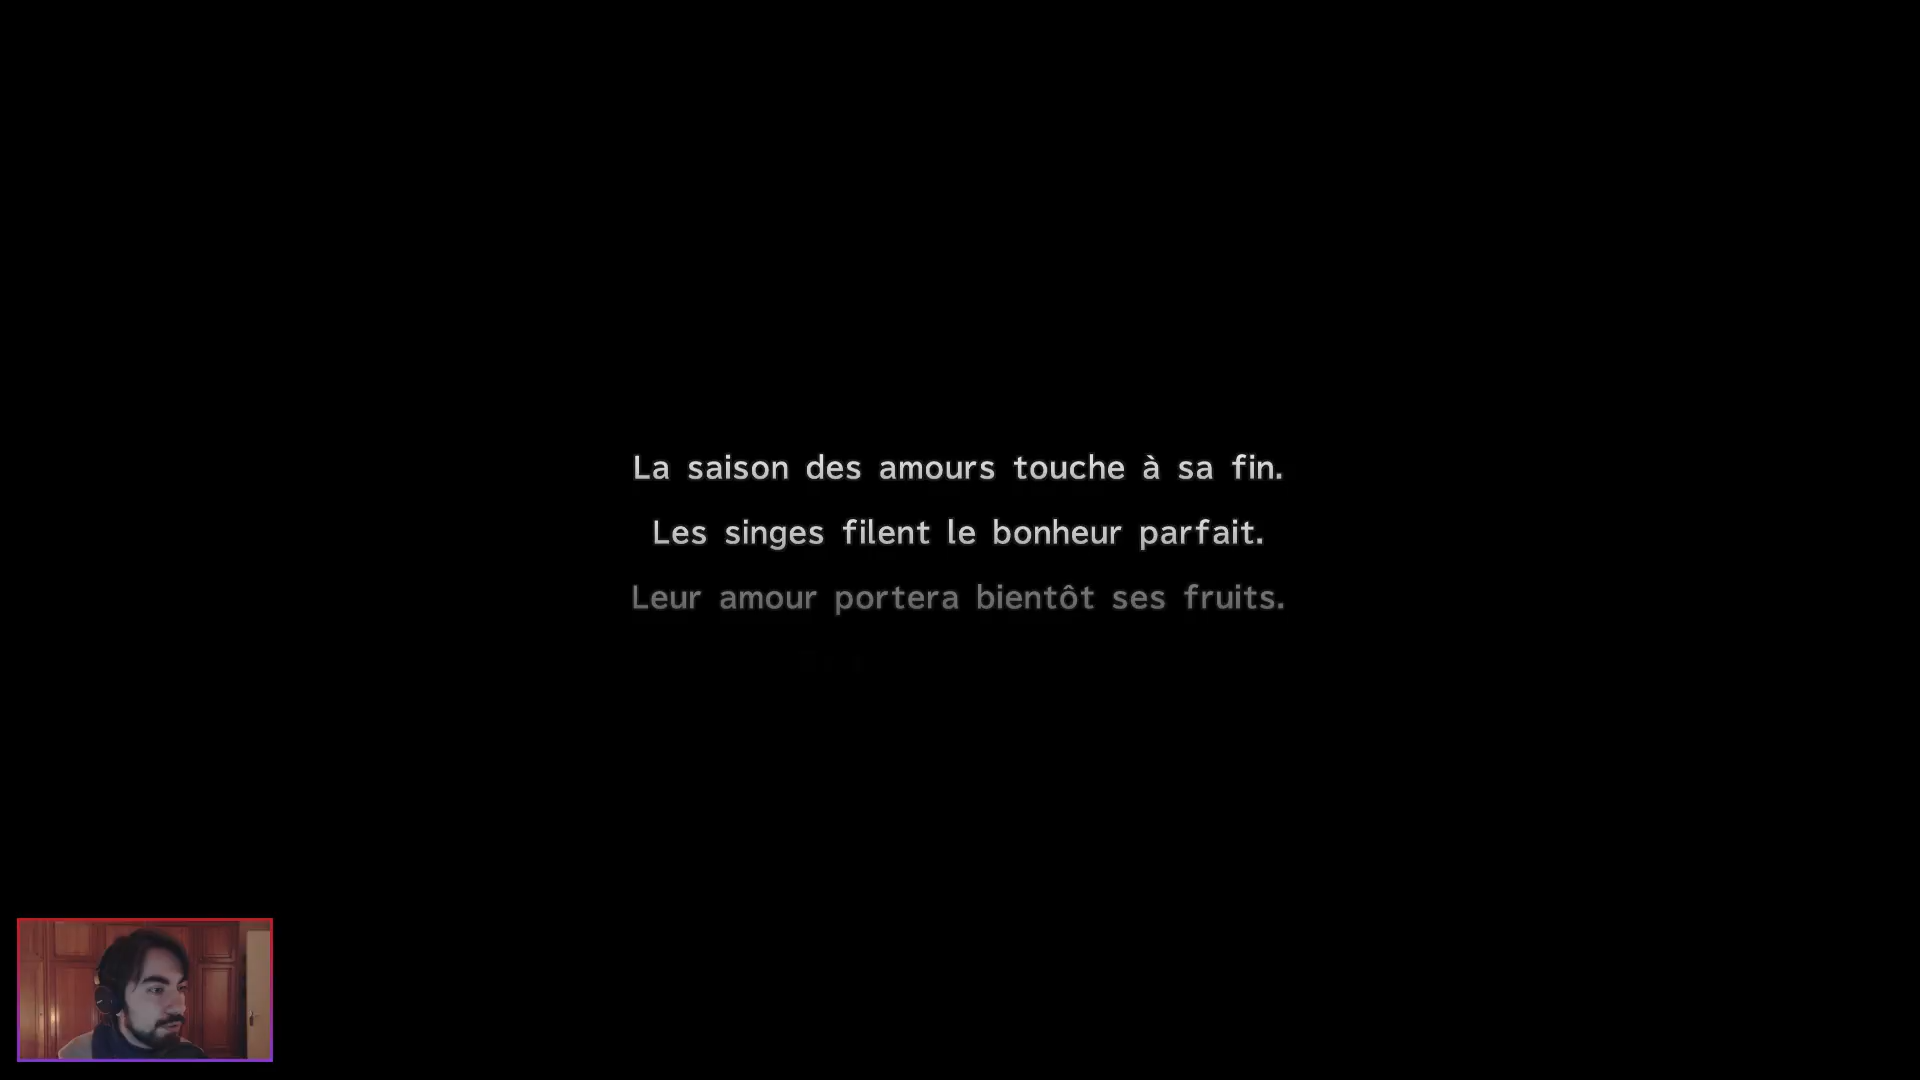 La saison des amours touche à sa fin.
Les singes filent le bonheur parfait.
Leur amour portera bientôt ses fruits.